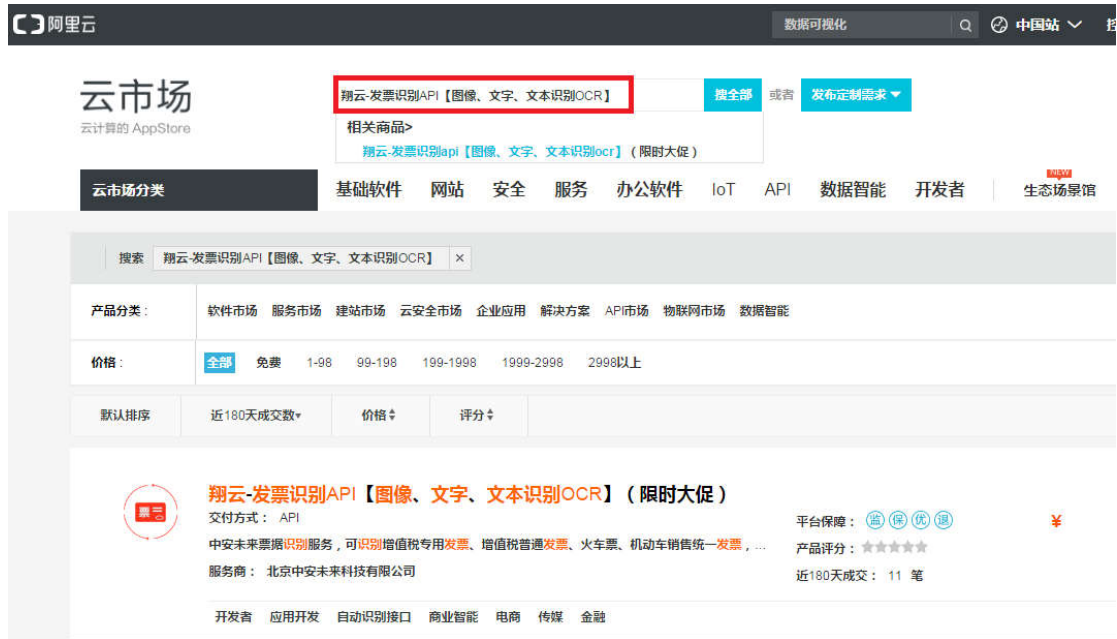 阿里云 数据可视化 中国站
云市场
云计算的 AppStore
翔云-发票识别API【图像、文字、文本识别OCR】 搜全部 或者 发布定制需求
相关商品>
翔云-发票识别api【图像、文字、文本识别ocr】 ( 限时大促 )
NEW
云市场分类 基础软件 网站 安全 服务 办公软件 IoT API 数据智能 开发者 生态场景馆
搜索 翔云-发票识别API【图像、文字、文本识别OCR】 ×
产品分类 : 软件市场 服务市场 建站市场 云安全市场 企业应用 解决方案 API市场 物联网市场 数据智能
价格 : 全部 免费 1-98 99-198 199-1998 1999-2998 2998以上
默认排序 近180天成交数 价格 评分
票 翔云-发票识别API【图像、文字、文本识别OCR】 ( 限时大促 )
交付方式： API
平台保障： 监 保 优 退 ¥
中安未来票据识别服务，可识别增值税专用发票、增值税普通发票、火车票、机动车销售统一发票，...
产品评分：
服务商： 北京中安未来科技有限公司
近180天成交： 11 笔
开发者 应用开发 自动识别接口 商业智能 电商 传媒 金融